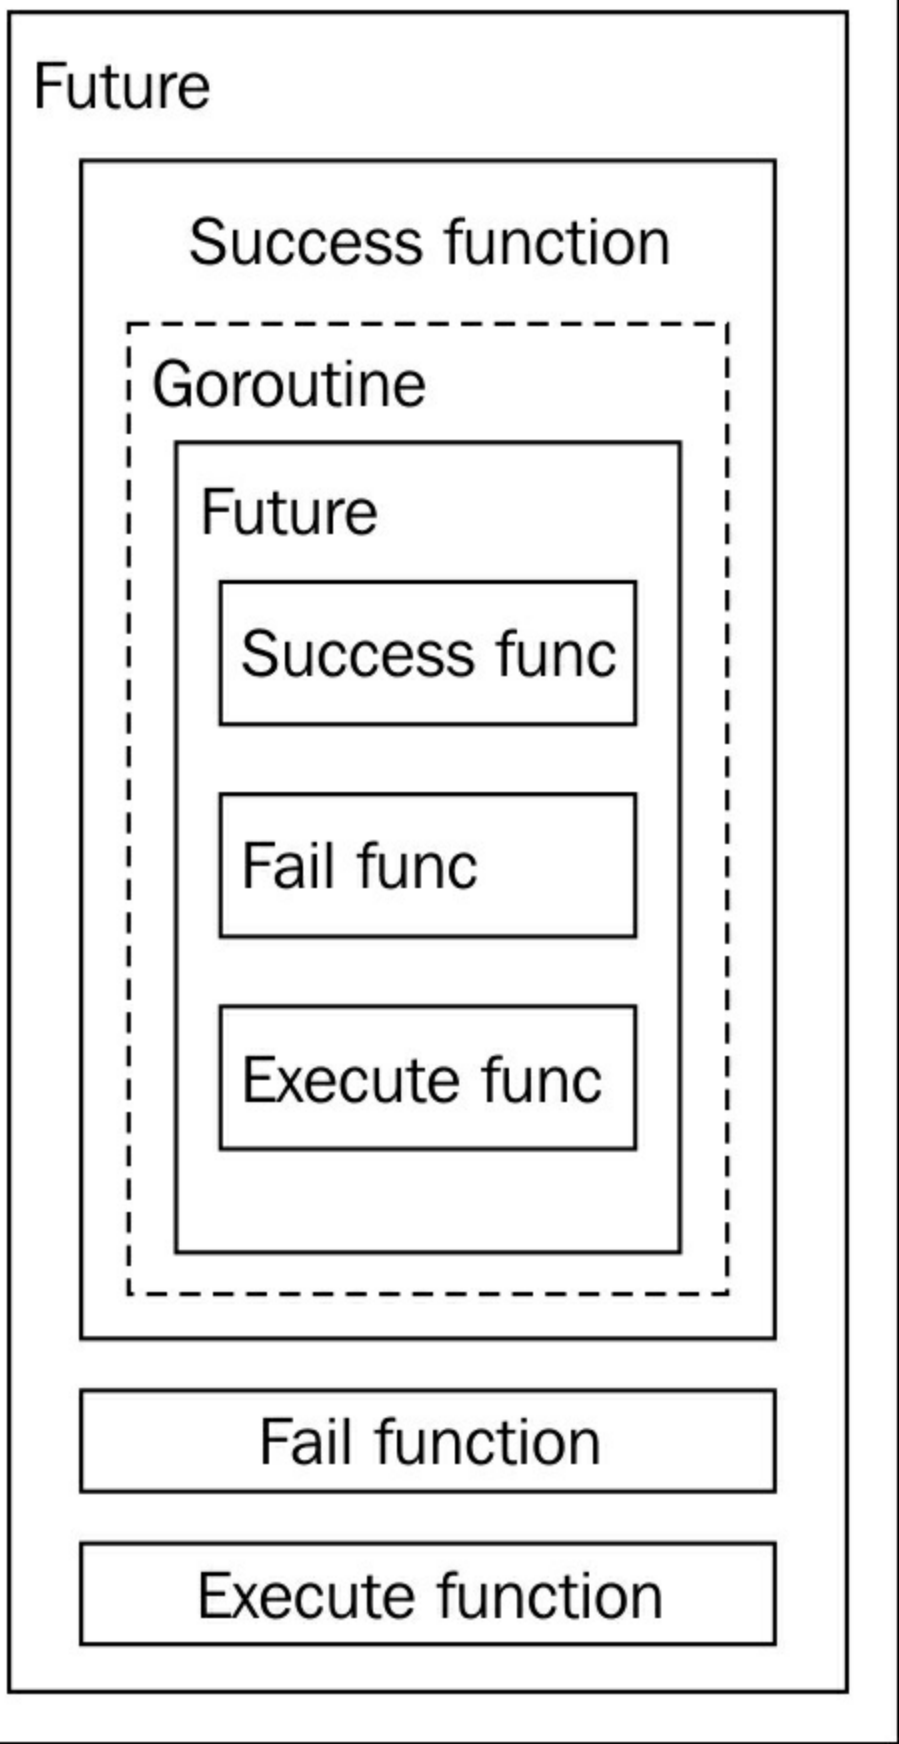 Future
Success function
Goroutine
Future
Success func
Fail func
Execute func
Fail function
Execute function